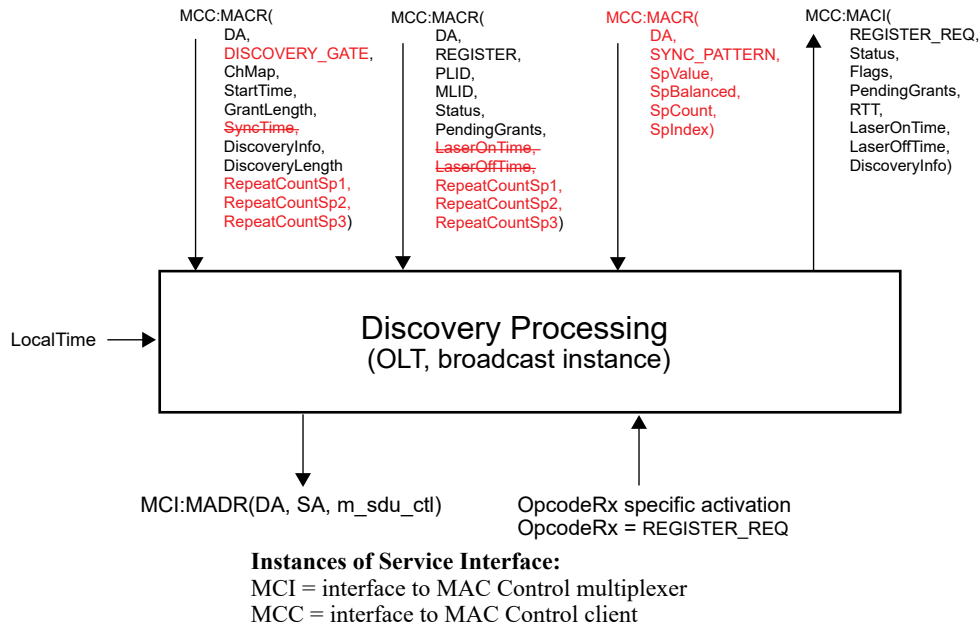 MCC:MACR(
DA,
DISCOVERY_GATE,
ChMap,
StartTime,
GrantLength,
SyncTime,
DiscoveryInfo,
DiscoveryLength
RepeatCountSp1,
RepeatCountSp2,
RepeatCountSp3)
MCC:MACR(
DA,
REGISTER,
PLID,
MLID,
Status,
PendingGrants,
LaserOnTime,
LaserOffTime,
RepeatCountSp1,
RepeatCountSp2,
RepeatCountSp3)
MCC:MACR(
DA,
SYNC_PATTERN,
SpValue,
SpBalanced,
SpCount,
SpIndex)
MCC:MACI(
REGISTER_REQ,
Status,
Flags,
PendingGrants,
RTT,
LaserOnTime,
LaserOffTime,
DiscoveryInfo)
LocalTime
Discovery Processing
(OLT, broadcast instance)
MCI:MADR(DA, SA, m_sdu_ctl)
OpcodeRx specific activation
OpcodeRx = REGISTER_REQ
Instances of Service Interface:
MCI = interface to MAC Control multiplexer
MCC = interface to MAC Control client